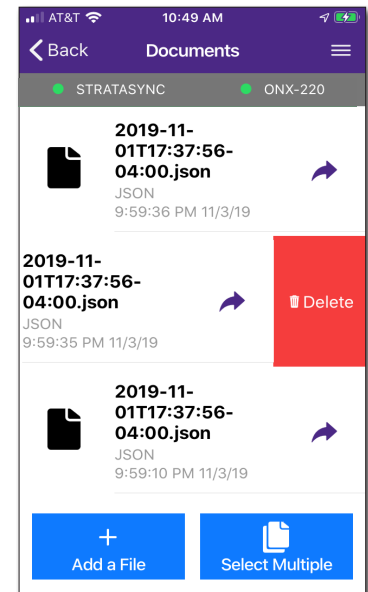 AT&T 10:49 AM
Back Documents
STRATASYNC ONX-220
2019-11-
01T17:37:56-
04:00.json
JSON
9:59:36 PM 11/3/19
2019-11-
01T17:37:56-
04:00.json
Delete
JSON
9:59:35 PM 11/3/19
2019-11-
01T17:37:56-
04:00.json
JSON
9:59:10 PM 11/3/19
Add a File Select Multiple